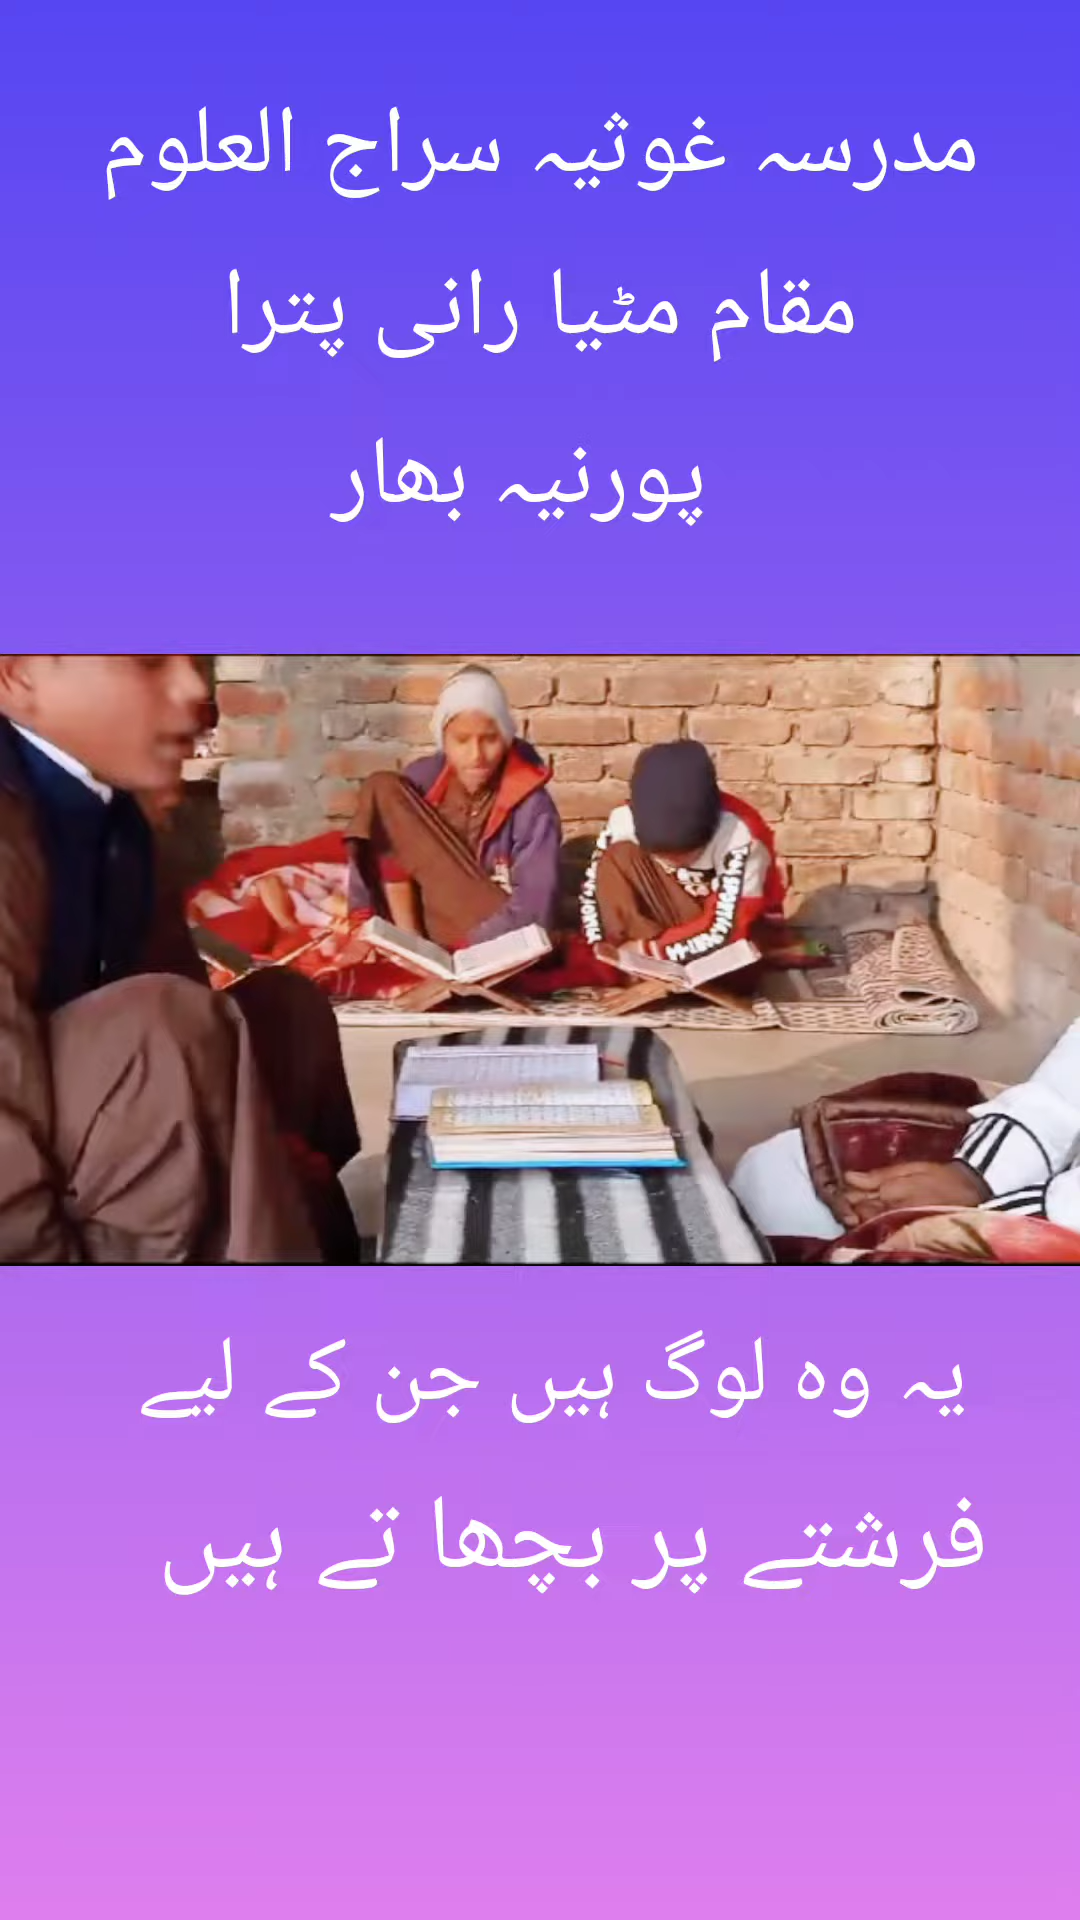 مدرسہ غوثیہ سراج العلوم
مقام مٹیا رانی پترا
پورنیہ بھار
یہ وہ لوگ ہیں جن کے لیے
فرشتے پر بچھا تے ہیں